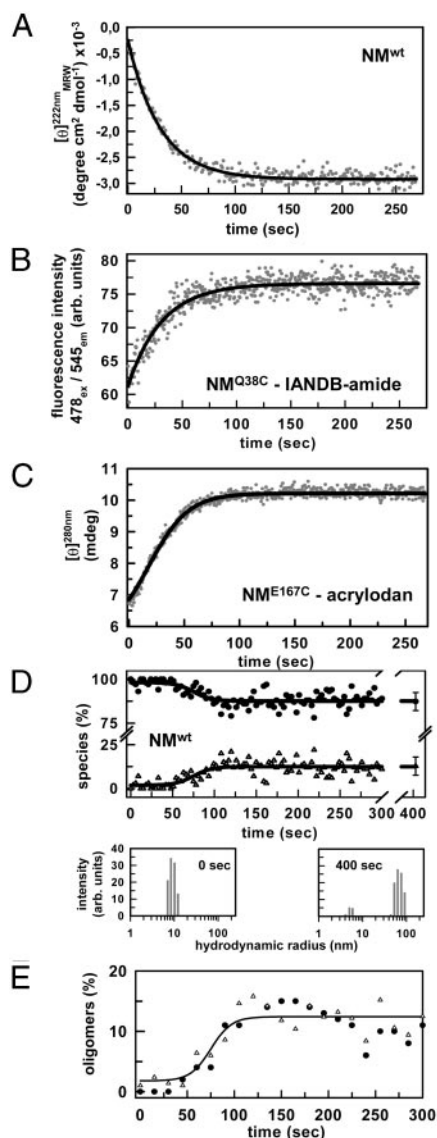 A
0,0
-0,5
-1,0
-1,5
-2,0
-2,5
-3,0
[θ]222nm MRW
(degree cm2 dmol-1) x10-3
NMwt
0 50 100 150 200 250
time (sec)
B
80
75
70
65
60
fluorescence intensity
478ex / 545em (arb. units)
NMQ38C - IANDB-amide
0 50 100 150 200 250
time (sec)
C
11
10
9
8
7
6
[θ]280nm
(mdeg)
NME167C - acrylodan
0 50 100 150 200 250
time (sec)
D
100
75
25
0
species (%)
NMwt
0 50 100 150 200 250 300 400
time (sec)
40
30
20
10
0
intensity
(arb. units)
0 sec
400 sec
1 10 100 1 10 100
hydrodynamic radius (nm)
E
20
10
0
oligomers (%)
0 50 100 150 200 250 300
time (sec)